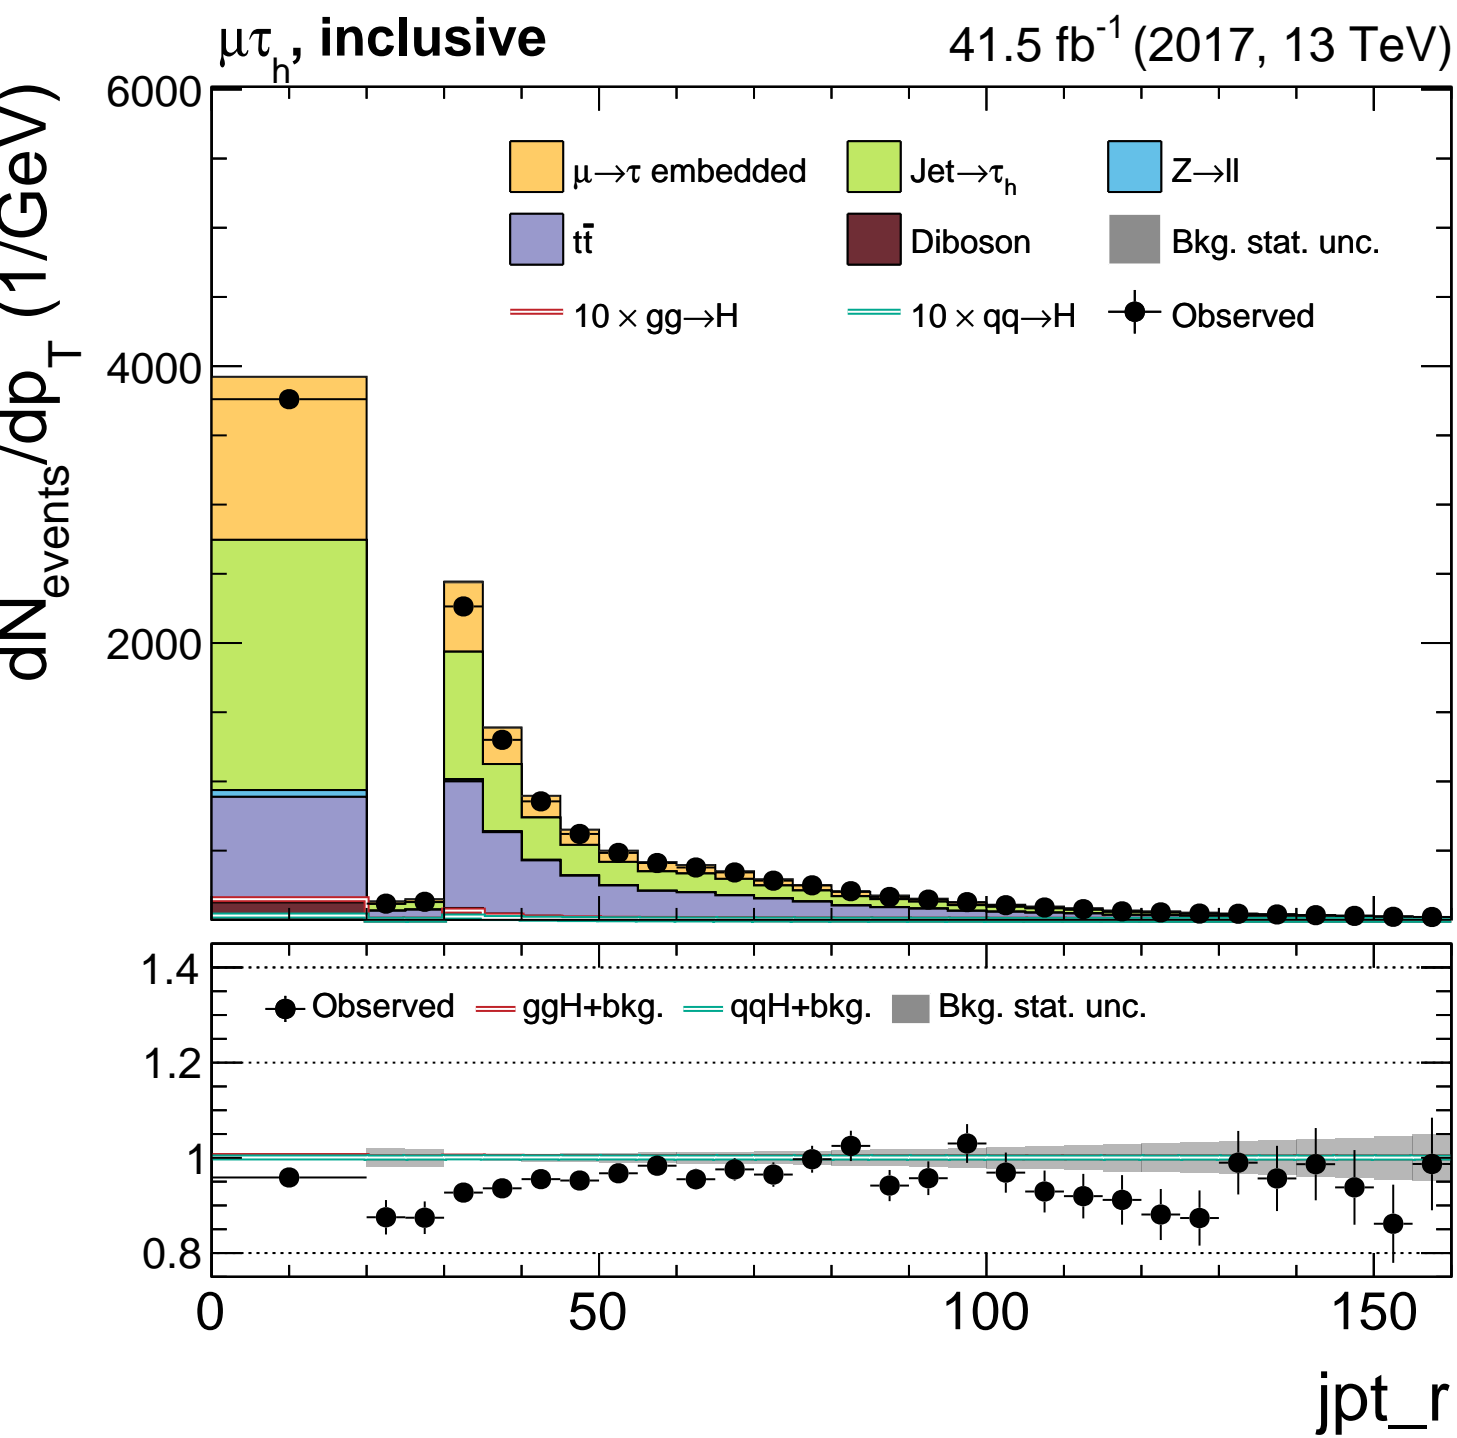 μτh, inclusive
41.5 fb-1 (2017, 13 TeV)
dNevents/dpT (1/GeV)
6000
4000
2000
μ→τ embedded
Jet→τh
Z→ll
tt̄
Diboson
Bkg. stat. unc.
10 × gg→H
10 × qq→H
Observed
1.4
1.2
1
0.8
Observed
ggH+bkg.
qqH+bkg.
Bkg. stat. unc.
0
50
100
150
jpt_r